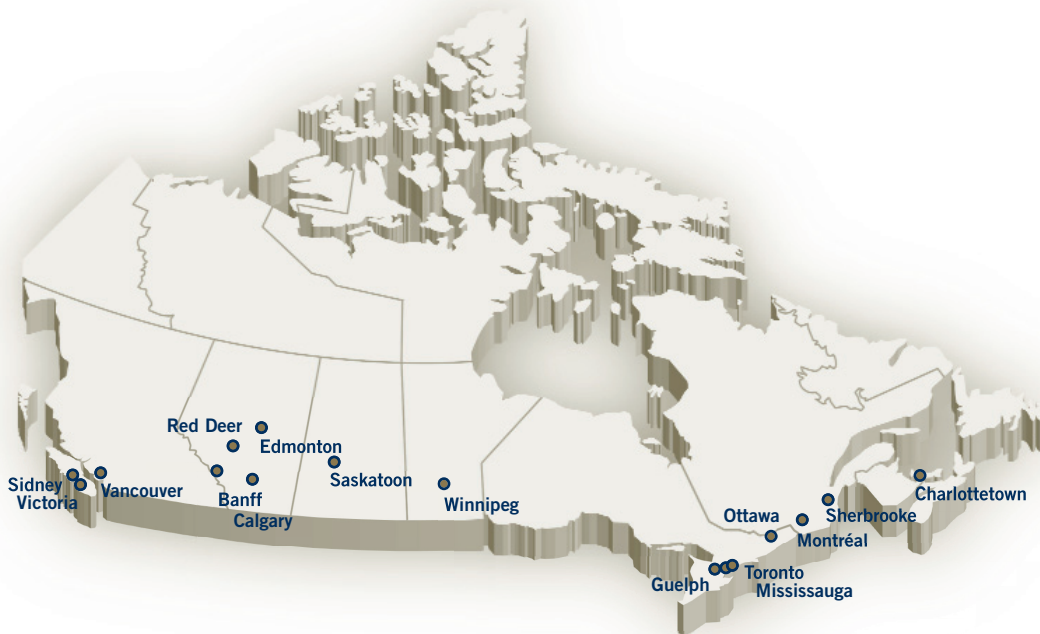 Red Deer
Edmonton
Sidney
Victoria
Vancouver
Banff
Calgary
Saskatoon
Winnipeg
Charlottetown
Ottawa
Sherbrooke
Montréal
Guelph
Toronto
Mississauga